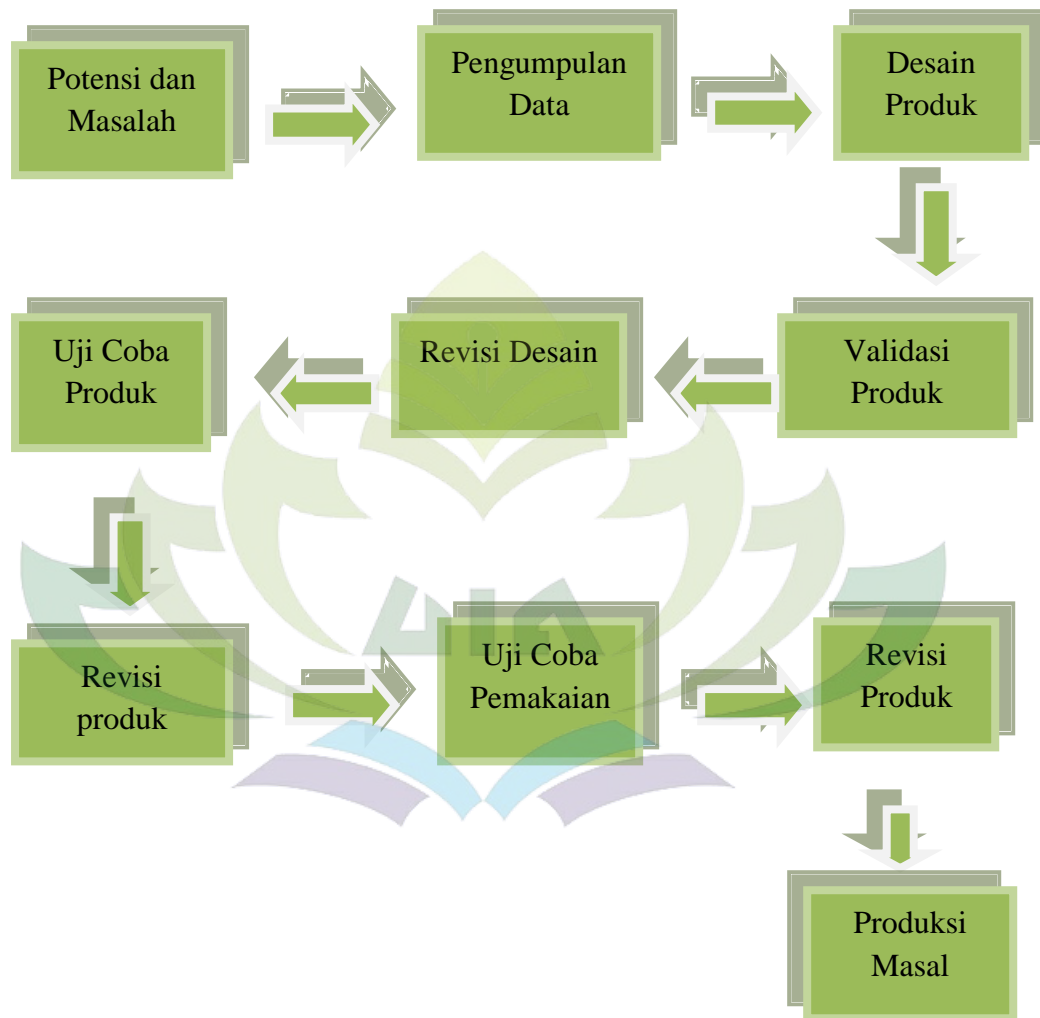 Potensi dan
Masalah
Pengumpulan
Data
Desain
Produk
Validasi
Produk
Revisi Desain
Uji Coba
Produk
Revisi
produk
Uji Coba
Pemakaian
Revisi
Produk
Produksi
Masal